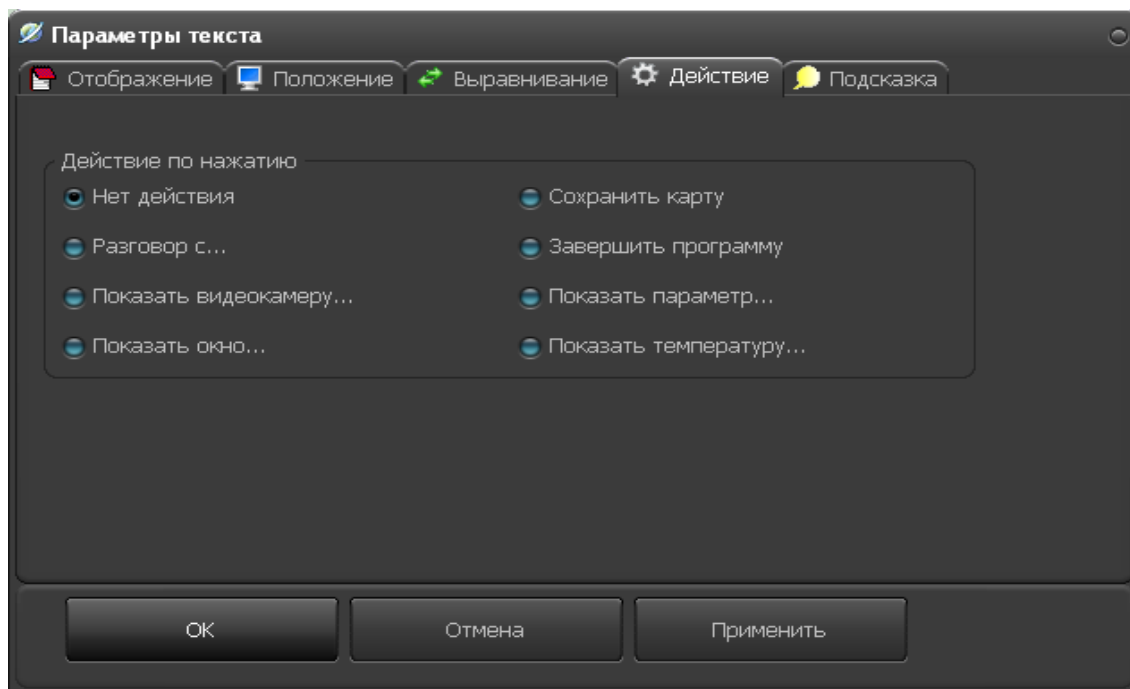 Параметры текста
Отображение Положение Выравнивание Действие Подсказка
Действие по нажатию
Нет действия Сохранить карту
Разговор с... Завершить программу
Показать видеокамеру... Показать параметр...
Показать окно... Показать температуру...
ОК Отмена Применить